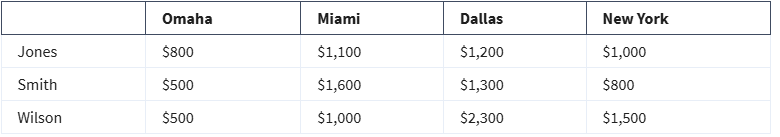 Omaha Miami Dallas New York
Jones $800 $1,100 $1,200 $1,000
Smith $500 $1,600 $1,300 $800
Wilson $500 $1,000 $2,300 $1,500